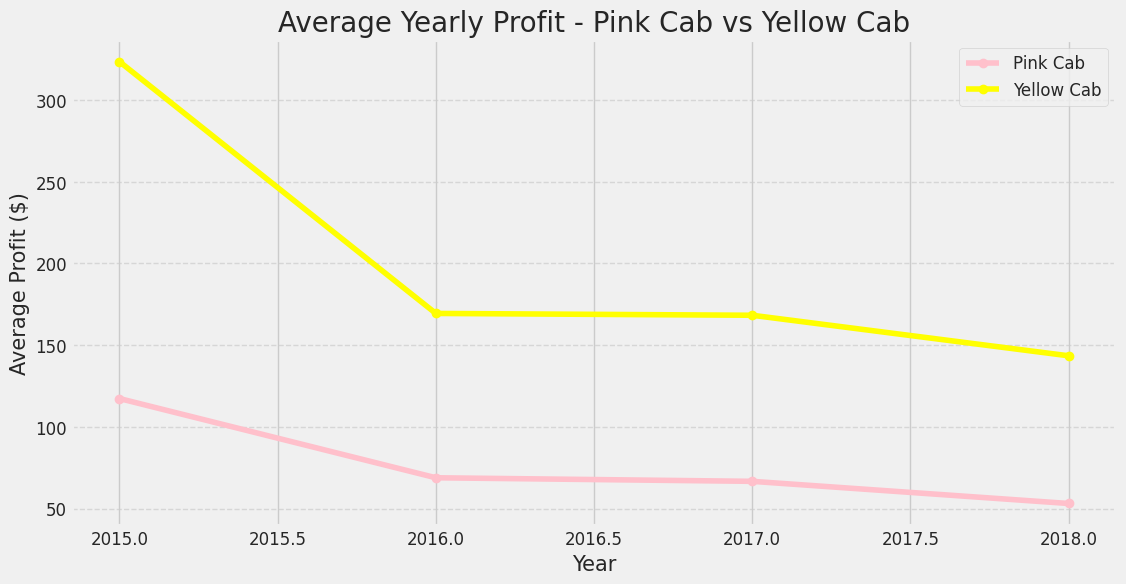 Average Yearly Profit - Pink Cab vs Yellow Cab
Pink Cab
Yellow Cab
Average Profit ($)
300
250
200
150
100
50
2015.0
2015.5
2016.0
2016.5
2017.0
2017.5
2018.0
Year